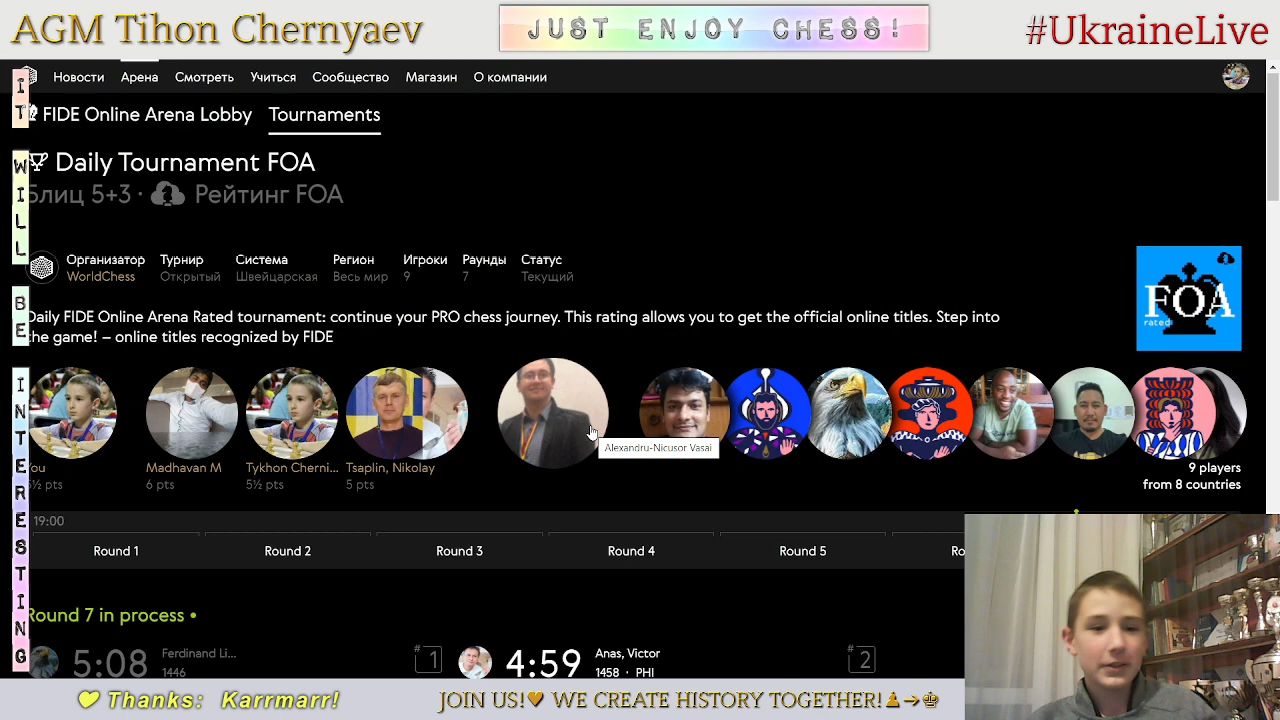 AGM Tihon Chernyaev
JUST ENJOY CHESS!
#UkraineLive
IT WILL BE INTERESTING
Новости Арена Смотреть Учиться Сообщество Магазин О компании
FIDE Online Arena Lobby Tournaments
Daily Tournament FOA
Блиц 5+3 · Рейтинг FOA
Организатор Турнир Система Регион Игроки Раунды Статус
WorldChess Открытый Швейцарская Весь мир 9 7 Текущий
Daily FIDE Online Arena Rated tournament: continue your PRO chess journey. This rating allows you to get the official online titles. Step into
the game! – online titles recognized by FIDE
FOA
rated
Alexandru-Nicusor Vasai
You Madhavan M Tykhon Cherni... Tsaplin, Nikolay
5½ pts 6 pts 5½ pts 5 pts
9 players
from 8 countries
19:00
Round 1 Round 2 Round 3 Round 4 Round 5 Ro
Round 7 in process •
5:08 Ferdinand Li... #1 4:59 Anas, Victor #2
1446 1458 · PHI
Thanks: Karrmarr!
JOIN US! WE CREATE HISTORY TOGETHER!